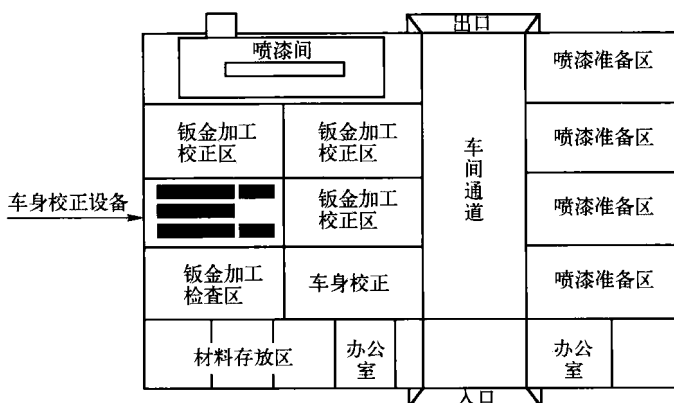 出口
喷漆间
喷漆准备区
钣金加工
校正区
钣金加工
校正区
喷漆准备区
车间通道
车身校正设备
钣金加工
校正区
喷漆准备区
钣金加工
检查区
车身校正
喷漆准备区
材料存放区
办公
室
办公
室
入口